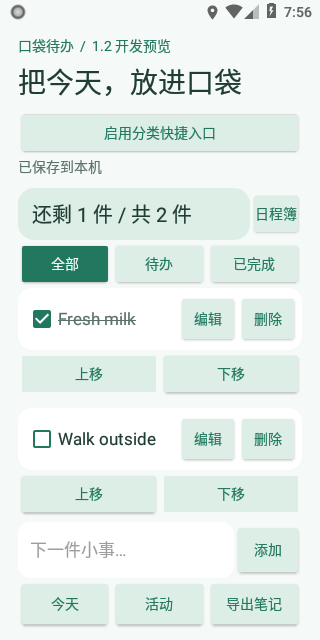 7:56
口袋待办 / 1.2 开发预览
把今天，放进口袋
启用分类快捷入口
已保存到本机
还剩 1 件 / 共 2 件
日程簿
全部 待办 已完成
Fresh milk 编辑 删除
上移 下移
Walk outside 编辑 删除
上移 下移
下一件小事… 添加
今天 活动 导出笔记